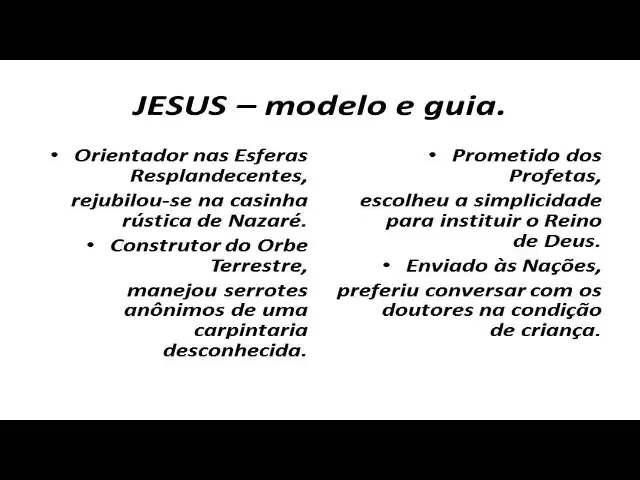 JESUS – modelo e guia.
• Orientador nas Esferas
Resplandecentes,
rejubilou-se na casinha
rústica de Nazaré.
• Construtor do Orbe
Terrestre,
manejou serrotes
anônimos de uma
carpintaria
desconhecida.
• Prometido dos
Profetas,
escolheu a simplicidade
para instituir o Reino
de Deus.
• Enviado às Nações,
preferiu conversar com os
doutores na condição
de criança.